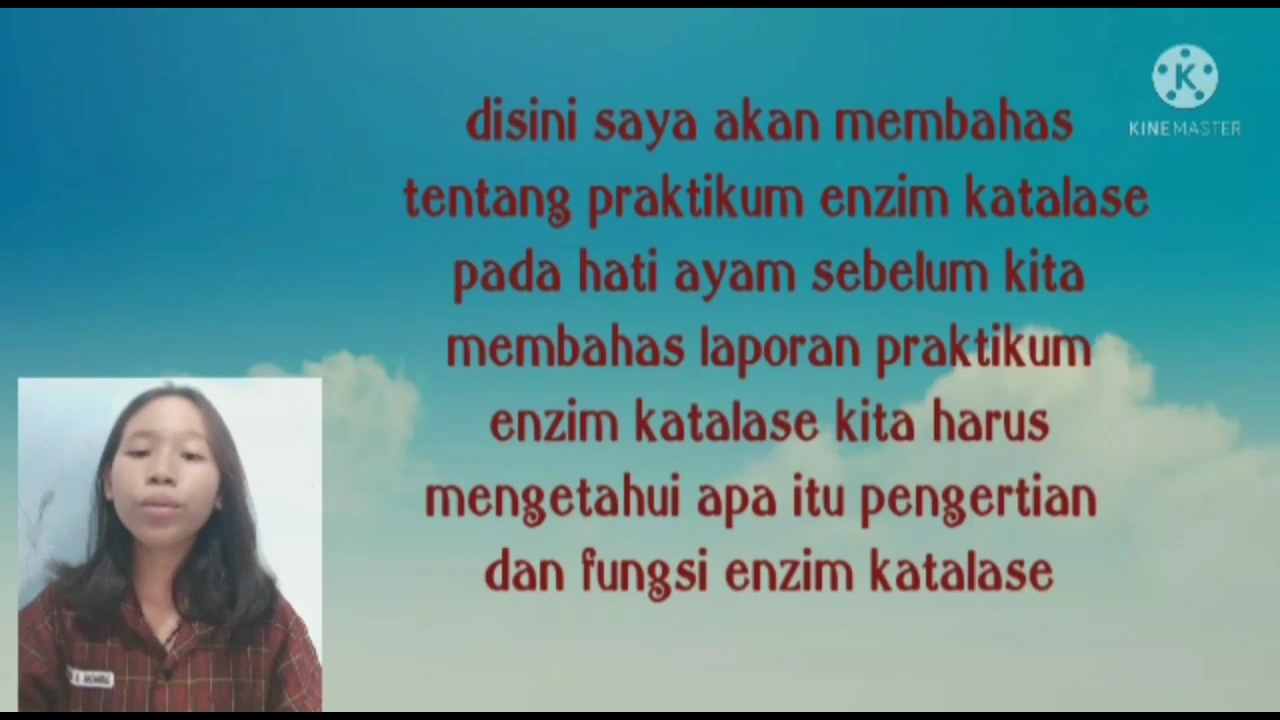 disini saya akan membahas
tentang praktikum enzim katalase
pada hati ayam sebelum kita
membahas laporan praktikum
enzim katalase kita harus
mengetahui apa itu pengertian
dan fungsi enzim katalase
K
KINEMASTER